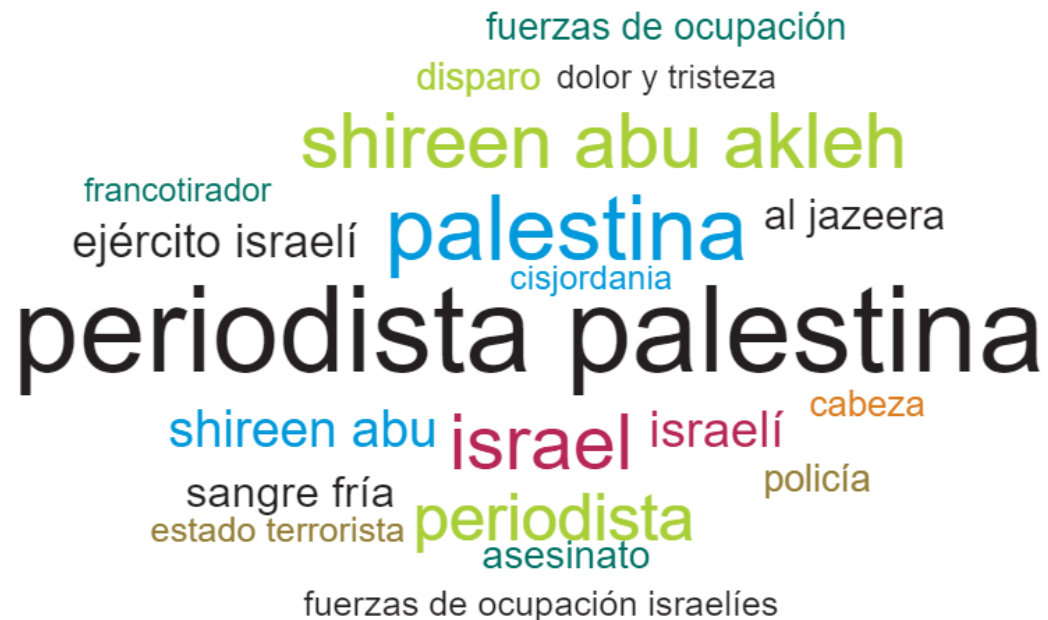 fuerzas de ocupación
disparo dolor y tristeza
shireen abu akleh
francotirador
ejército israelí palestina al jazeera
cisjordania
periodista palestina
cabeza
shireen abu israel israelí
sangre fría policía
estado terrorista periodista
asesinato
fuerzas de ocupación israelíes